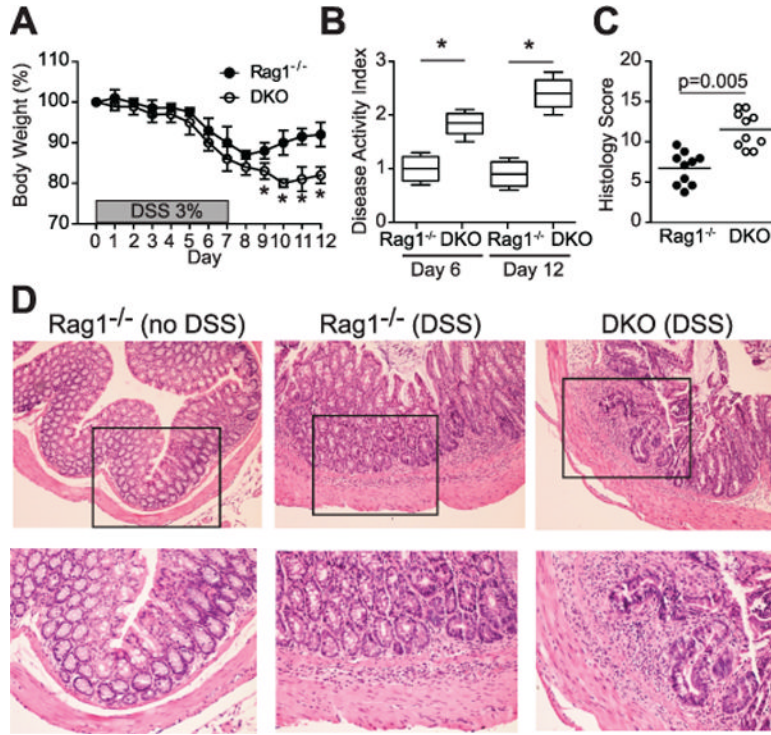 A
Body Weight (%)
110
100
90
80
70
Rag1-/-
DKO
DSS 3%
* * * *
0 1 2 3 4 5 6 7 8 9 10 11 12
Day
B
Disease Activity Index
3
2
1
0
* *
Rag1-/- DKO Rag1-/- DKO
Day 6 Day 12
C
Histology Score
20
15
10
5
0
p=0.005
Rag1-/- DKO
D
Rag1-/- (no DSS) Rag1-/- (DSS) DKO (DSS)